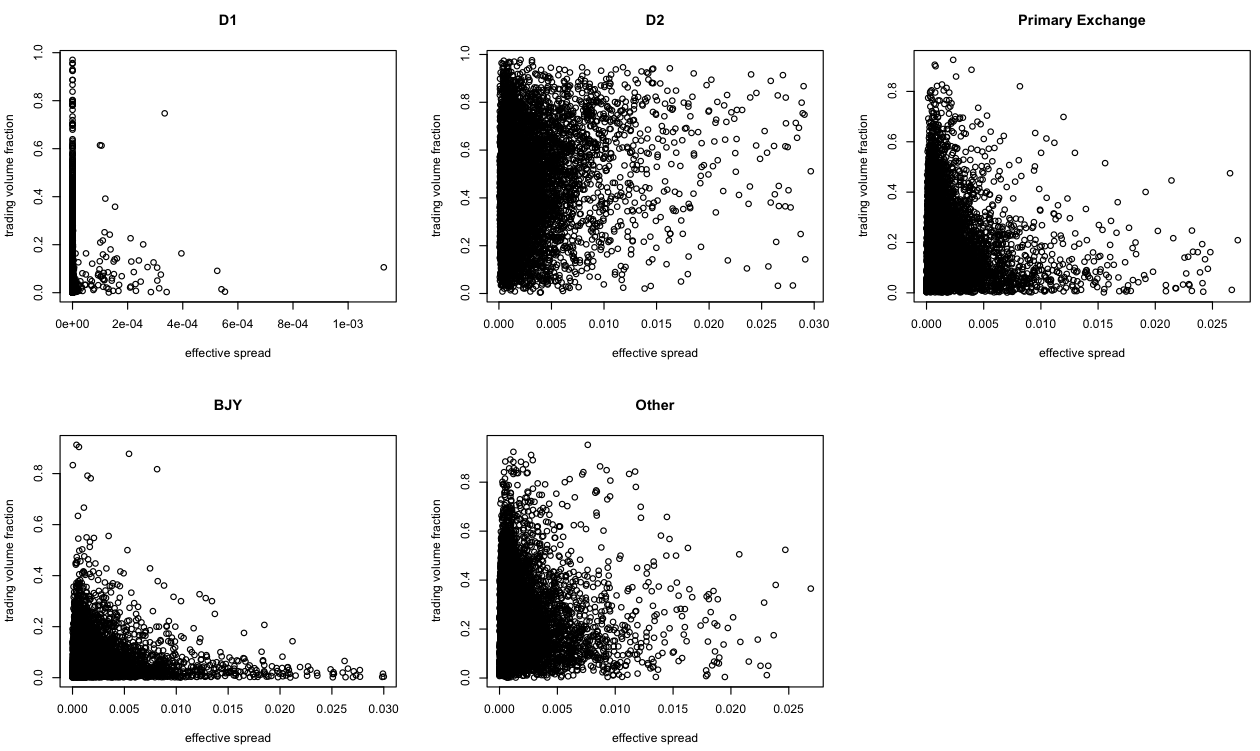 D1
trading volume fraction
0.0 0.2 0.4 0.6 0.8 1.0
0e+00 2e-04 4e-04 6e-04 8e-04 1e-03
effective spread
D2
trading volume fraction
0.0 0.2 0.4 0.6 0.8 1.0
0.000 0.005 0.010 0.015 0.020 0.025 0.030
effective spread
Primary Exchange
trading volume fraction
0.0 0.2 0.4 0.6 0.8
0.000 0.005 0.010 0.015 0.020 0.025
effective spread
BJY
trading volume fraction
0.0 0.2 0.4 0.6 0.8
0.000 0.005 0.010 0.015 0.020 0.025 0.030
effective spread
Other
trading volume fraction
0.0 0.2 0.4 0.6 0.8
0.000 0.005 0.010 0.015 0.020 0.025
effective spread